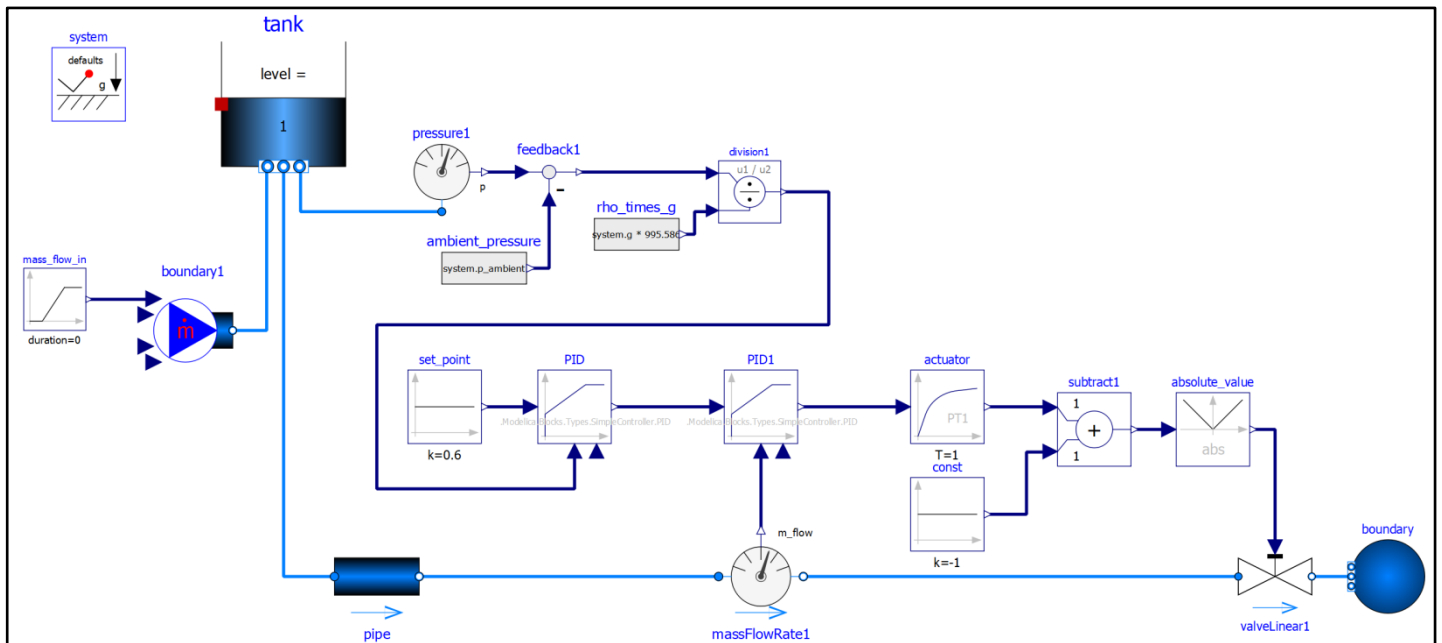 tank
system
defaults
g
level =
1
pressure1
p
feedback1
-
division1
u1 / u2
rho_times_g
system.g * 995.586
ambient_pressure
system.p_ambient
mass_flow_in
duration=0
boundary1
ṁ
set_point
k=0.6
PID
.Modelica.Blocks.Types.SimpleController.PID
PID1
.Modelica.Blocks.Types.SimpleController.PID
actuator
PT1
T=1
subtract1
1
+
1
absolute_value
abs
const
k=-1
m_flow
boundary
pipe
massFlowRate1
valveLinear1